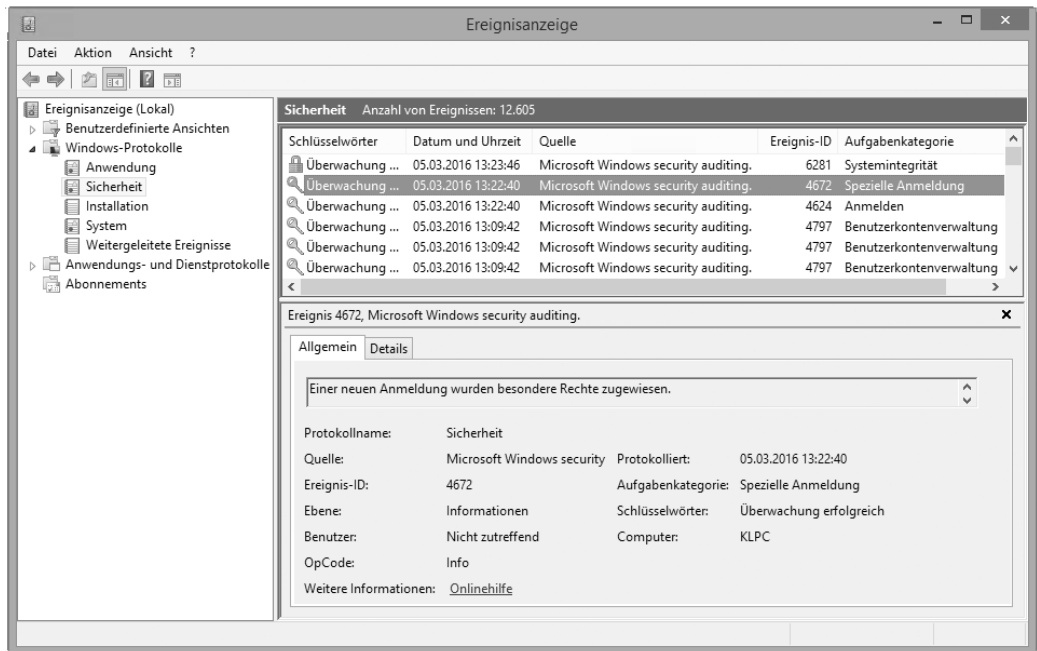 Ereignisanzeige
Datei Aktion Ansicht ?
Ereignisanzeige (Lokal)
Benutzerdefinierte Ansichten
Windows-Protokolle
Anwendung
Sicherheit
Installation
System
Weitergeleitete Ereignisse
Anwendungs- und Dienstprotokolle
Abonnements
Sicherheit Anzahl von Ereignissen: 12.605
Schlüsselwörter Datum und Uhrzeit Quelle Ereignis-ID Aufgabenkategorie
Überwachung ... 05.03.2016 13:23:46 Microsoft Windows security auditing. 6281 Systemintegrität
Überwachung ... 05.03.2016 13:22:40 Microsoft Windows security auditing. 4672 Spezielle Anmeldung
Überwachung ... 05.03.2016 13:22:40 Microsoft Windows security auditing. 4624 Anmelden
Überwachung ... 05.03.2016 13:09:42 Microsoft Windows security auditing. 4797 Benutzerkontenverwaltung
Überwachung ... 05.03.2016 13:09:42 Microsoft Windows security auditing. 4797 Benutzerkontenverwaltung
Überwachung ... 05.03.2016 13:09:42 Microsoft Windows security auditing. 4797 Benutzerkontenverwaltung
Ereignis 4672, Microsoft Windows security auditing.
Allgemein Details
Einer neuen Anmeldung wurden besondere Rechte zugewiesen.
Protokollname: Sicherheit
Quelle: Microsoft Windows security Protokolliert: 05.03.2016 13:22:40
Ereignis-ID: 4672 Aufgabenkategorie: Spezielle Anmeldung
Ebene: Informationen Schlüsselwörter: Überwachung erfolgreich
Benutzer: Nicht zutreffend Computer: KLPC
OpCode: Info
Weitere Informationen: Onlinehilfe